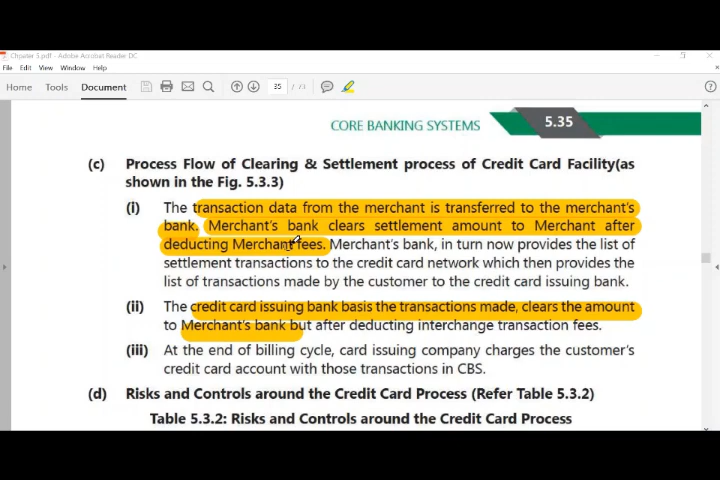 Chpater 5.pdf - Adobe Acrobat Reader DC
File Edit View Window Help
Home Tools Document 35 / 73
CORE BANKING SYSTEMS 5.35
(c) Process Flow of Clearing & Settlement process of Credit Card Facility(as
shown in the Fig. 5.3.3)
(i) The transaction data from the merchant is transferred to the merchant's
bank. Merchant's bank clears settlement amount to Merchant after
deducting Merchant fees. Merchant's bank, in turn now provides the list of
settlement transactions to the credit card network which then provides the
list of transactions made by the customer to the credit card issuing bank.
(ii) The credit card issuing bank basis the transactions made, clears the amount
to Merchant's bank but after deducting interchange transaction fees.
(iii) At the end of billing cycle, card issuing company charges the customer's
credit card account with those transactions in CBS.
(d) Risks and Controls around the Credit Card Process (Refer Table 5.3.2)
Table 5.3.2: Risks and Controls around the Credit Card Process